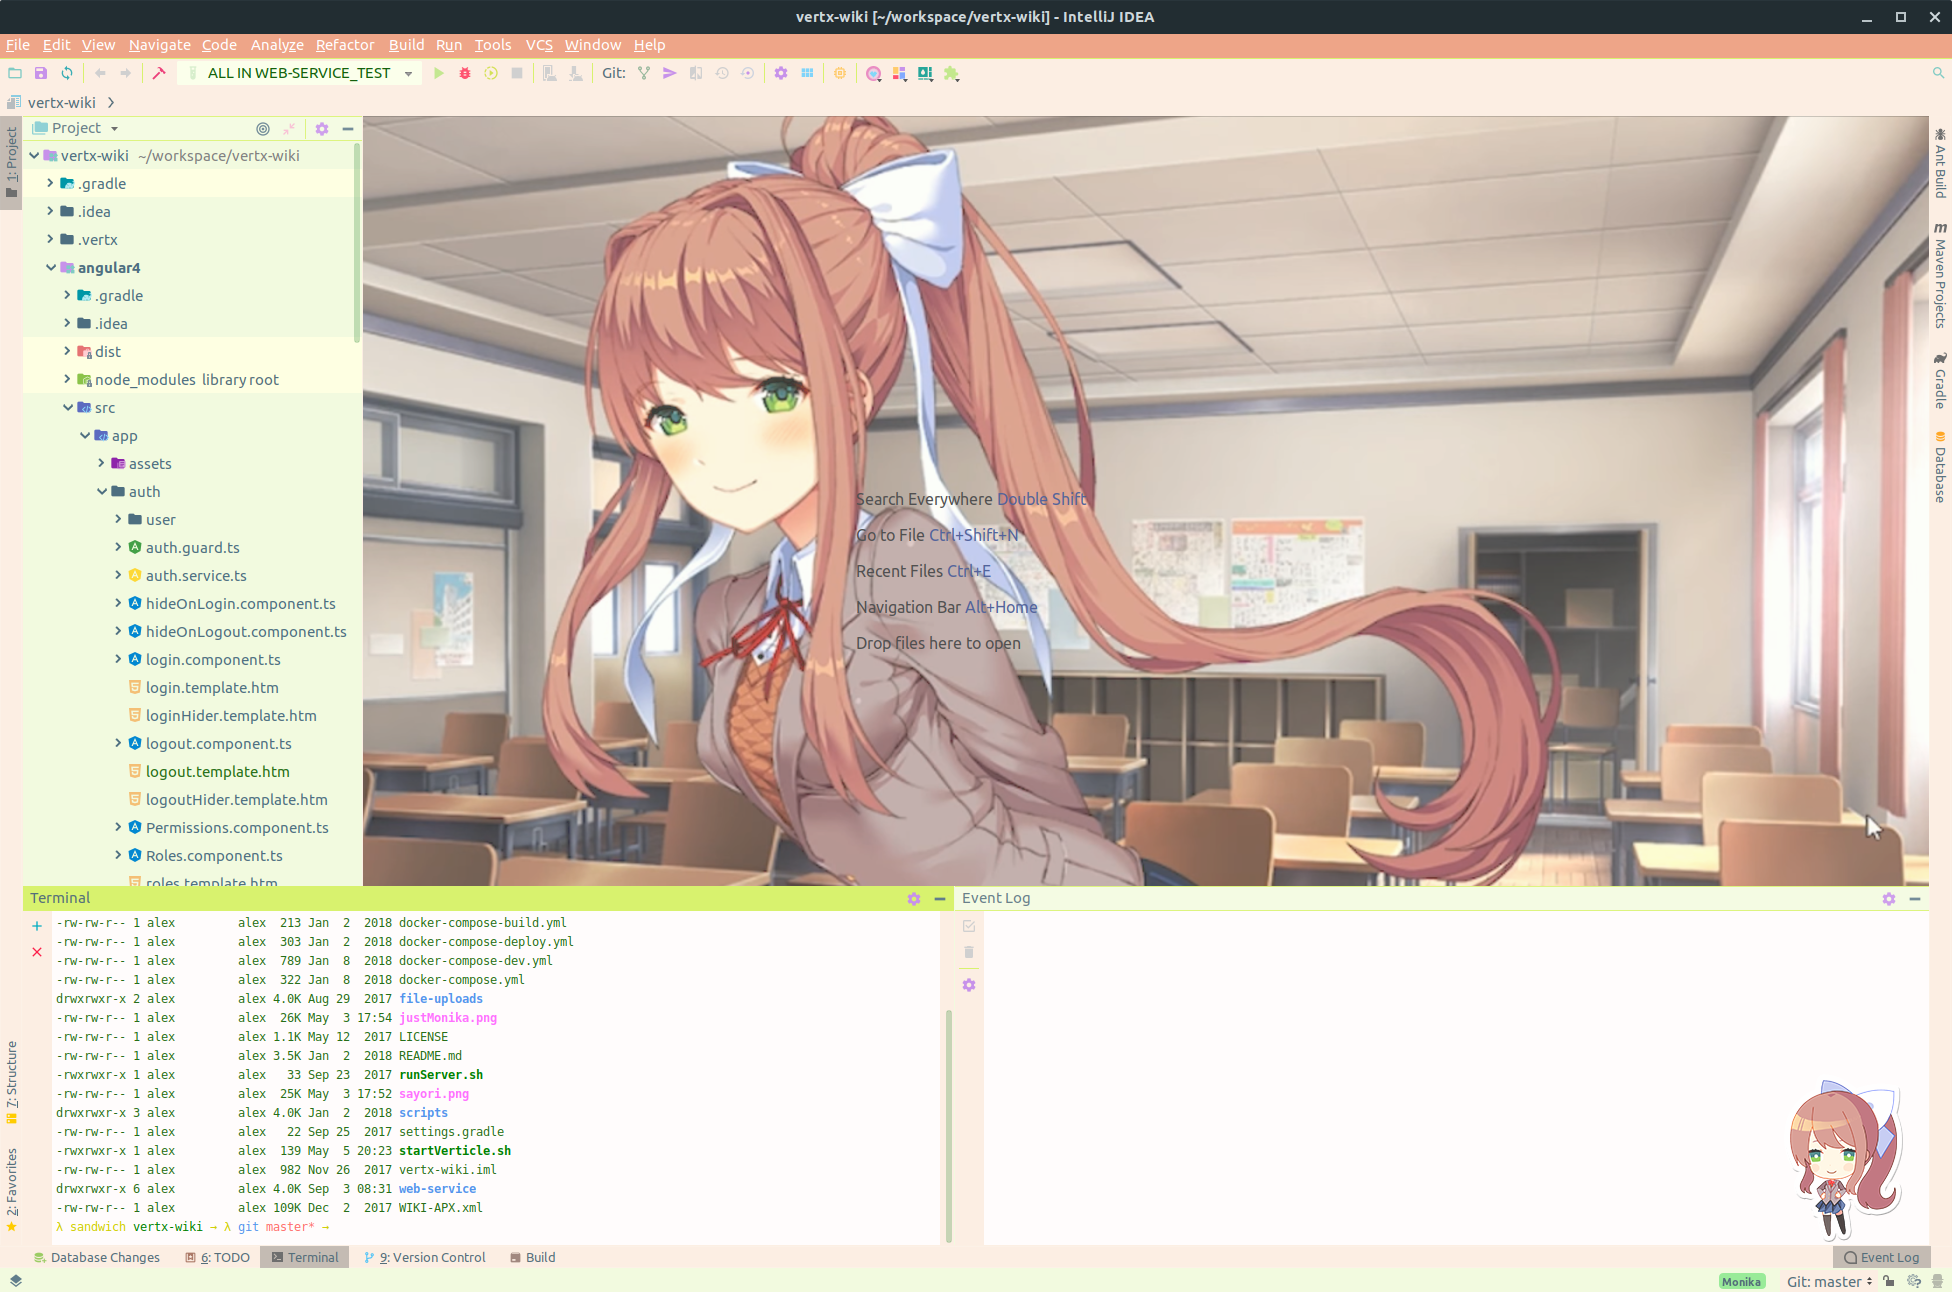 vertx-wiki [~/workspace/vertx-wiki] - IntelliJ IDEA
File Edit View Navigate Code Analyze Refactor Build Run Tools VCS Window Help
ALL IN WEB-SERVICE_TEST Git:
vertx-wiki
1: Project
Project
vertx-wiki ~/workspace/vertx-wiki
.gradle
.idea
.vertx
angular4
.gradle
.idea
dist
node_modules library root
src
app
assets
auth
user
auth.guard.ts
auth.service.ts
hideOnLogin.component.ts
hideOnLogout.component.ts
login.component.ts
login.template.htm
loginHider.template.htm
logout.component.ts
logout.template.htm
logoutHider.template.htm
Permissions.component.ts
Roles.component.ts
roles.template.htm
Search Everywhere Double Shift
Go to File Ctrl+Shift+N
Recent Files Ctrl+E
Navigation Bar Alt+Home
Drop files here to open
Ant Build
m Maven Projects
Gradle
Database
Terminal
-rw-rw-r-- 1 alex alex 213 Jan 2 2018 docker-compose-build.yml
-rw-rw-r-- 1 alex alex 303 Jan 2 2018 docker-compose-deploy.yml
-rw-rw-r-- 1 alex alex 789 Jan 8 2018 docker-compose-dev.yml
-rw-rw-r-- 1 alex alex 322 Jan 8 2018 docker-compose.yml
drwxrwxr-x 2 alex alex 4.0K Aug 29 2017 file-uploads
-rw-rw-r-- 1 alex alex 26K May 3 17:54 justMonika.png
-rw-rw-r-- 1 alex alex 1.1K May 12 2017 LICENSE
-rw-rw-r-- 1 alex alex 3.5K Jan 2 2018 README.md
-rwxrwxr-x 1 alex alex 33 Sep 23 2017 runServer.sh
-rw-rw-r-- 1 alex alex 25K May 3 17:52 sayori.png
drwxrwxr-x 3 alex alex 4.0K Jan 2 2018 scripts
-rw-rw-r-- 1 alex alex 22 Sep 25 2017 settings.gradle
-rwxrwxr-x 1 alex alex 139 May 5 20:23 startVerticle.sh
-rw-rw-r-- 1 alex alex 982 Nov 26 2017 vertx-wiki.iml
drwxrwxr-x 6 alex alex 4.0K Sep 3 08:31 web-service
-rw-rw-r-- 1 alex alex 109K Dec 2 2017 WIKI-APX.xml
λ sandwich vertx-wiki → λ git master* →
Event Log
7: Structure
2: Favorites
Database Changes 6: TODO Terminal 9: Version Control Build Event Log
Monika Git: master